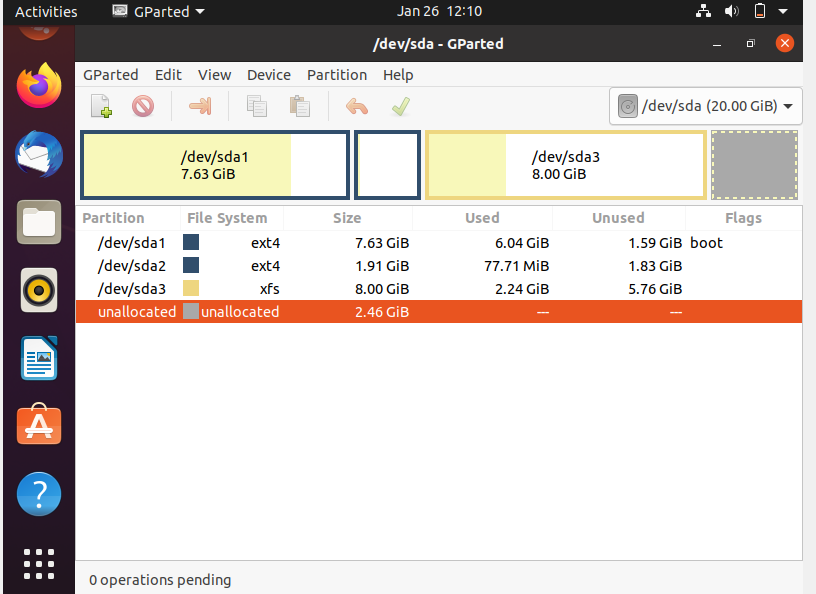 Activities GParted Jan 26 12:10
/dev/sda - GParted
GParted Edit View Device Partition Help
/dev/sda (20.00 GiB)
/dev/sda1
7.63 GiB
/dev/sda3
8.00 GiB
Partition File System Size Used Unused Flags
/dev/sda1 ext4 7.63 GiB 6.04 GiB 1.59 GiB boot
/dev/sda2 ext4 1.91 GiB 77.71 MiB 1.83 GiB
/dev/sda3 xfs 8.00 GiB 2.24 GiB 5.76 GiB
unallocated unallocated 2.46 GiB --- ---
0 operations pending